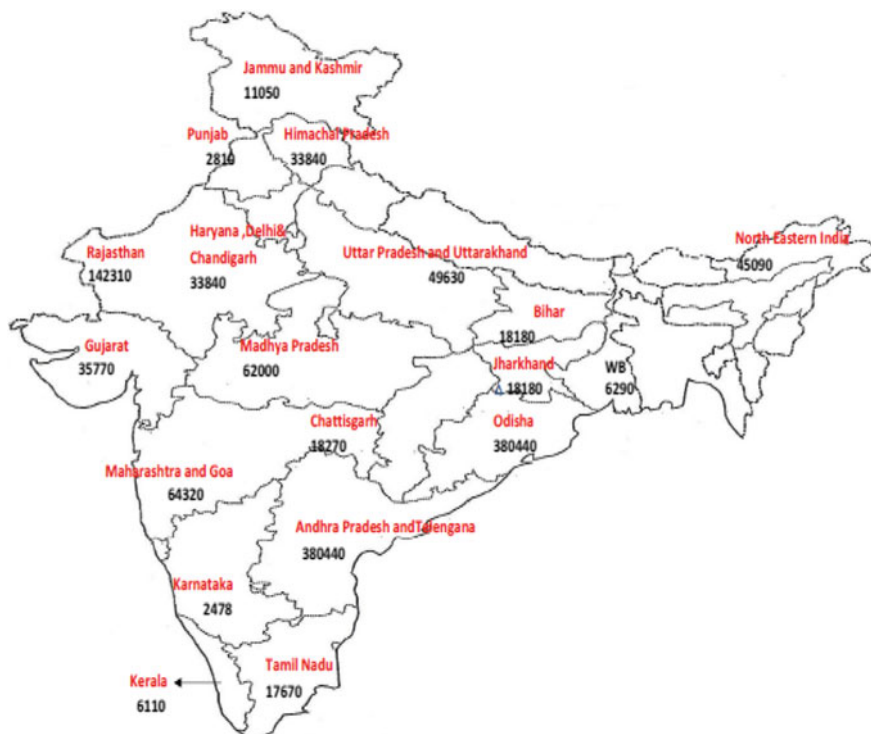 Jammu and Kashmir
11050
Punjab
2810
Himachal Pradesh
33840
Haryana ,Delhi&
Chandigarh
33840
Rajasthan
142310
Uttar Pradesh and Uttarakhand
49630
North Eastern India
45090
Bihar
18180
Gujarat
35770
Madhya Pradesh
62000
Jharkhand
18180
WB
6290
Chattisgarh
18270
Odisha
380440
Maharashtra and Goa
64320
Andhra Pradesh andTelengana
380440
Karnataka
2478
Kerala
6110
Tamil Nadu
17670